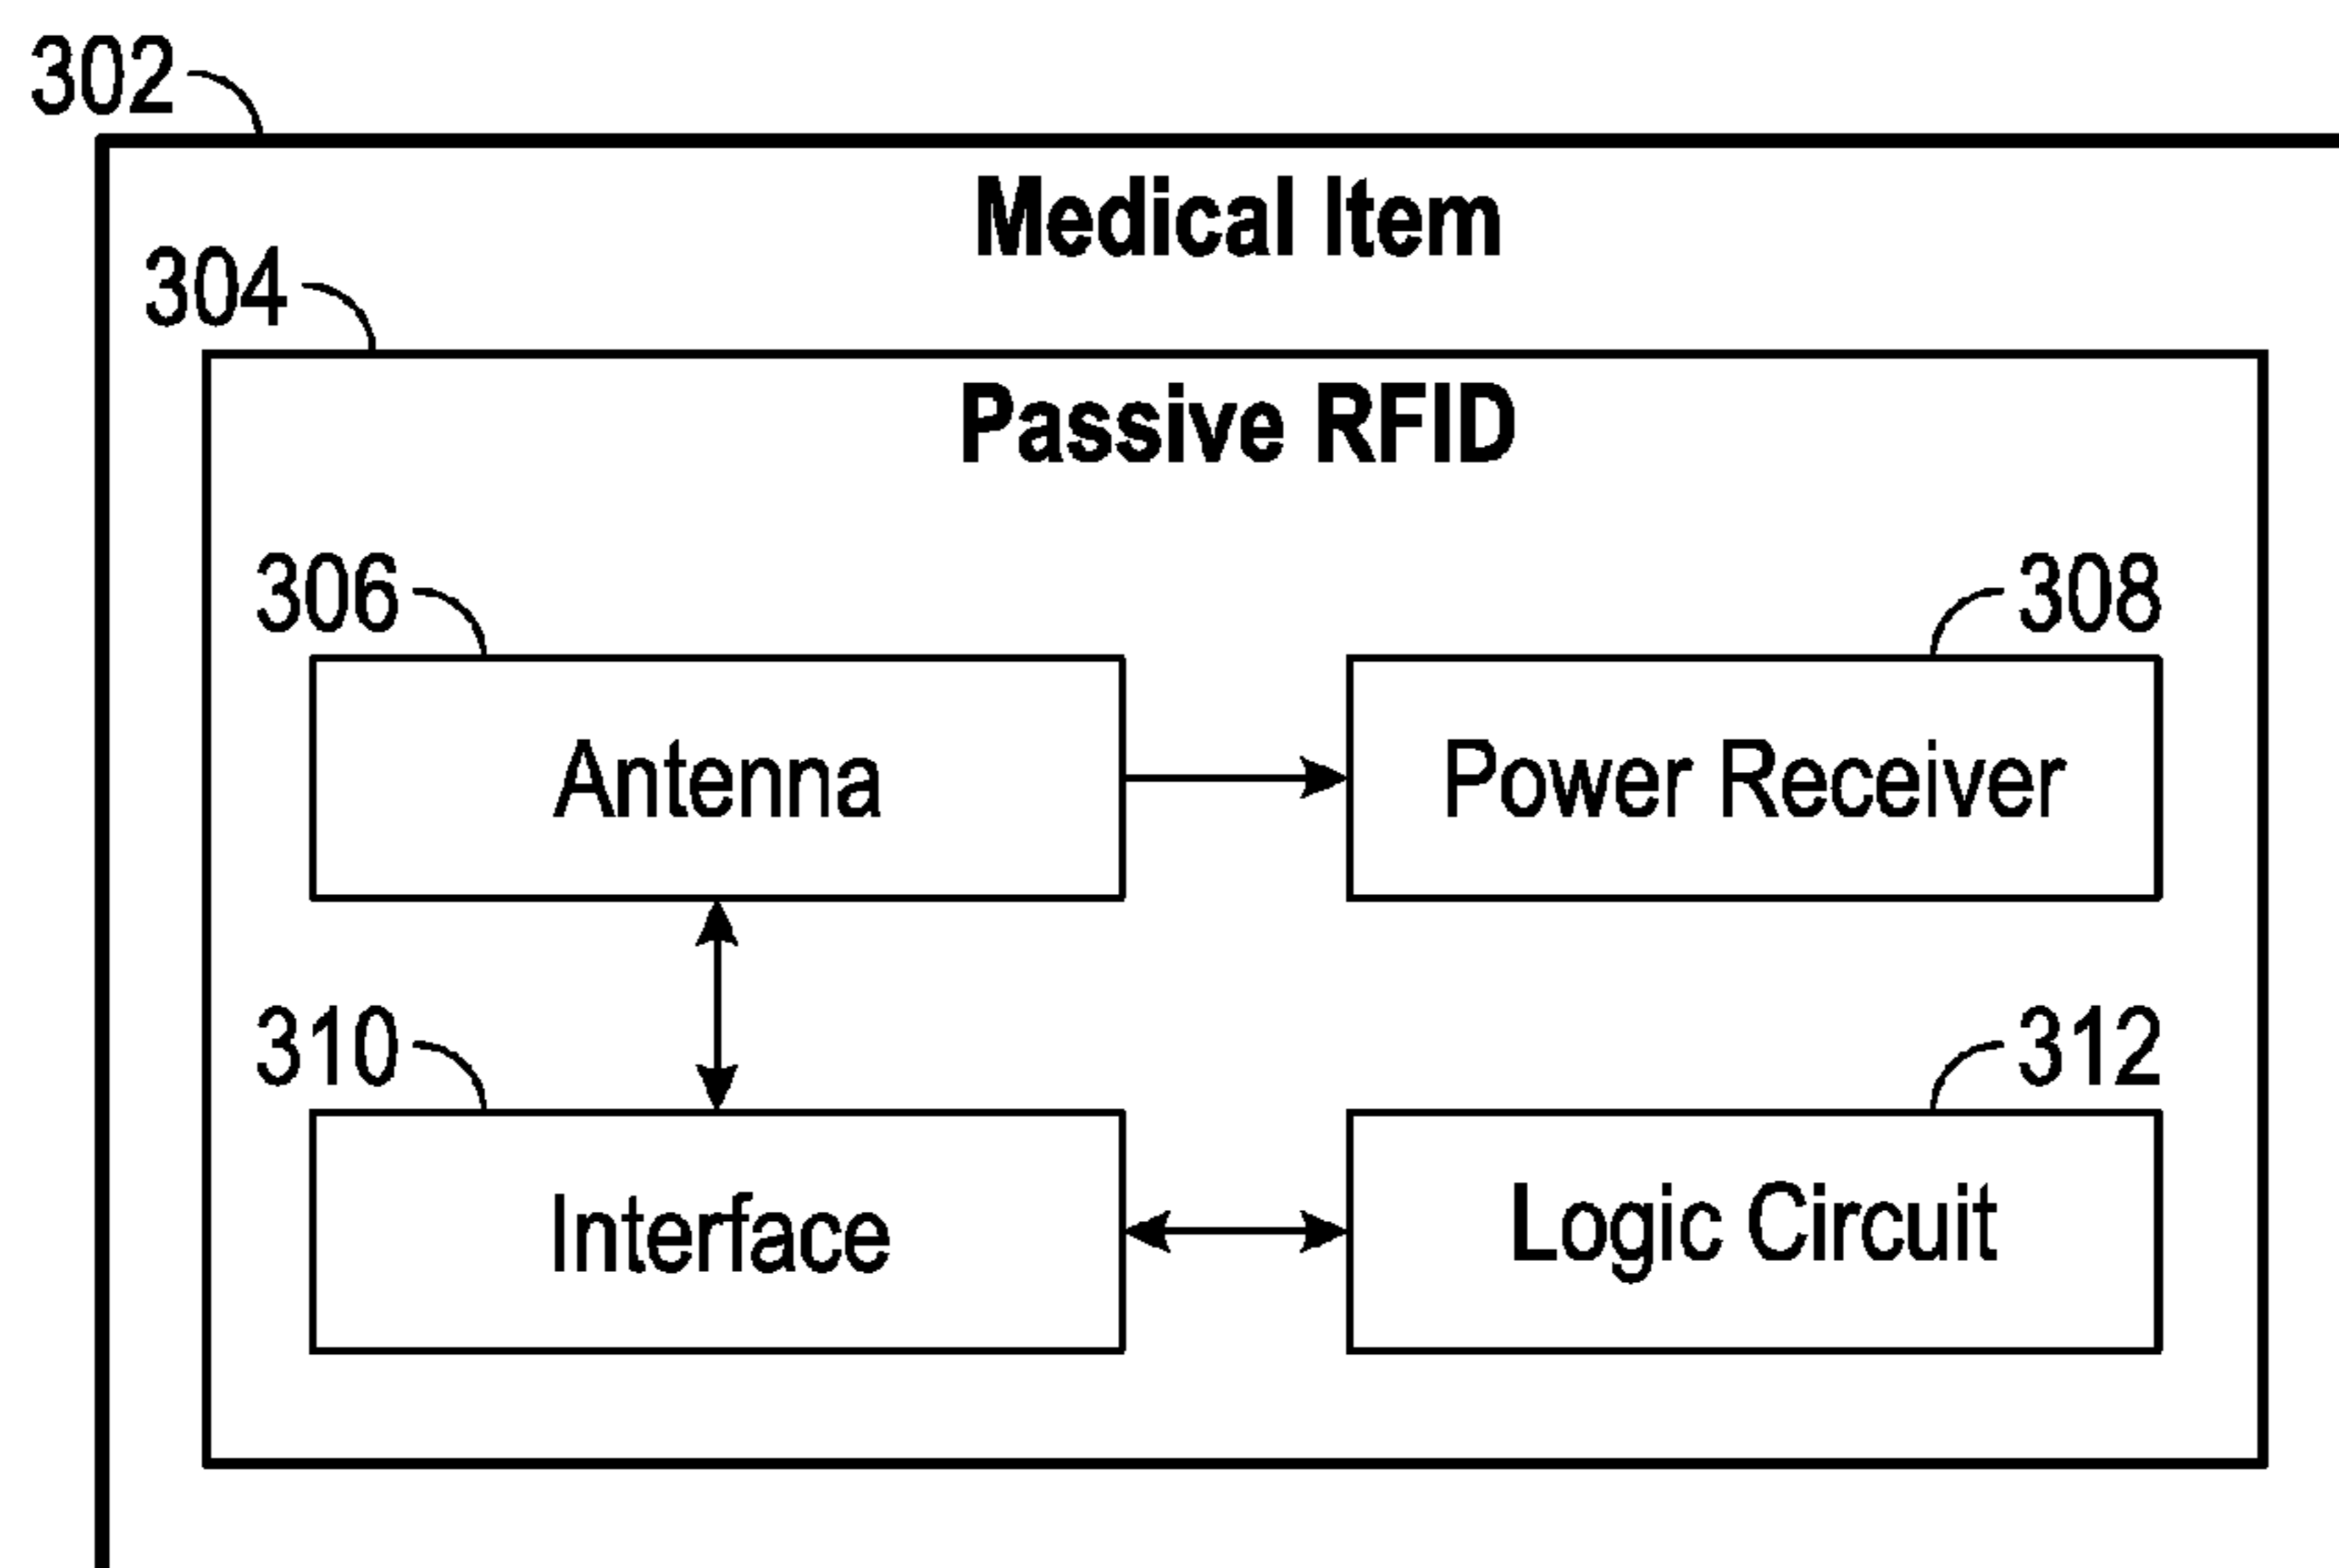 302
Medical Item
304
Passive RFID
306
308
Antenna
Power Receiver
310
312
Interface
Logic Circuit